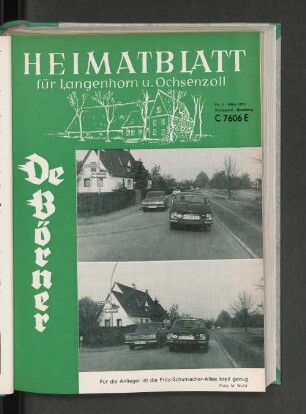 HEIMATBLATT
für Langenhorn u. Ochsenzoll
C 7606 E
De Börner
Für die Anlieger ist die Fritz-Schumacher-Allee breit genug